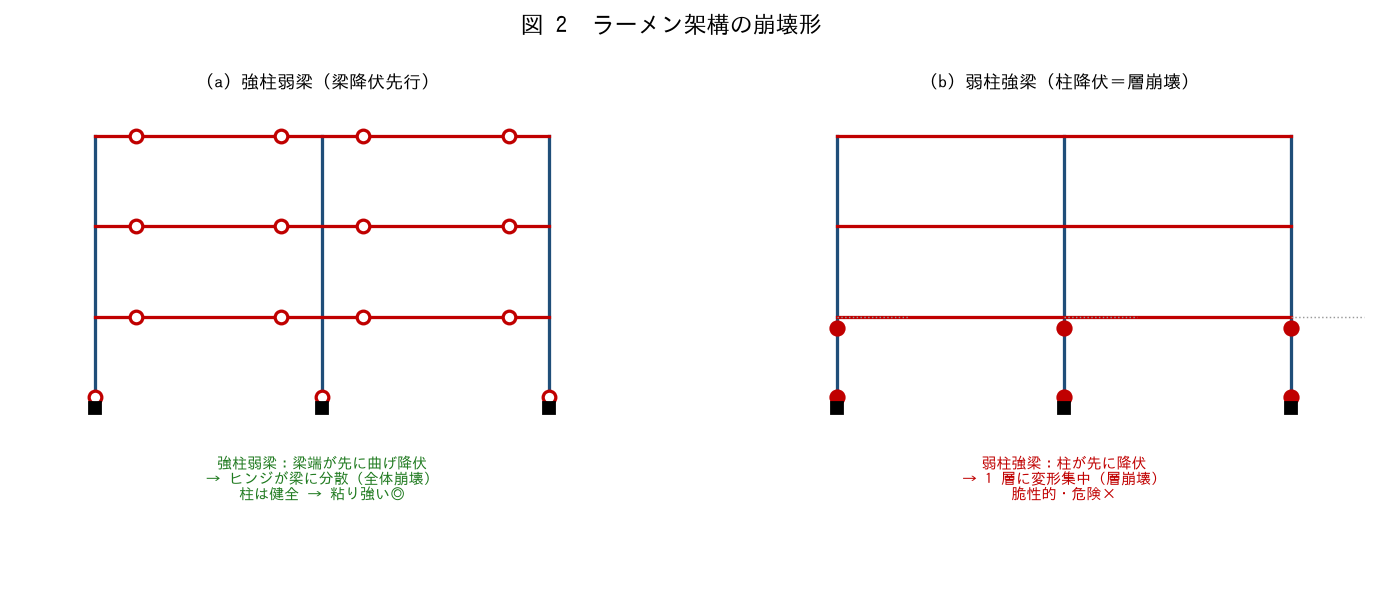 図 2　ラーメン架構の崩壊形
(a) 強柱弱梁（梁降伏先行）
(b) 弱柱強梁（柱降伏＝層崩壊）
強柱弱梁：梁端が先に曲げ降伏
→ ヒンジが梁に分散（全体崩壊）
柱は健全 → 粘り強い◎
弱柱強梁：柱が先に降伏
→ 1 層に変形集中（層崩壊）
脆性的・危険×